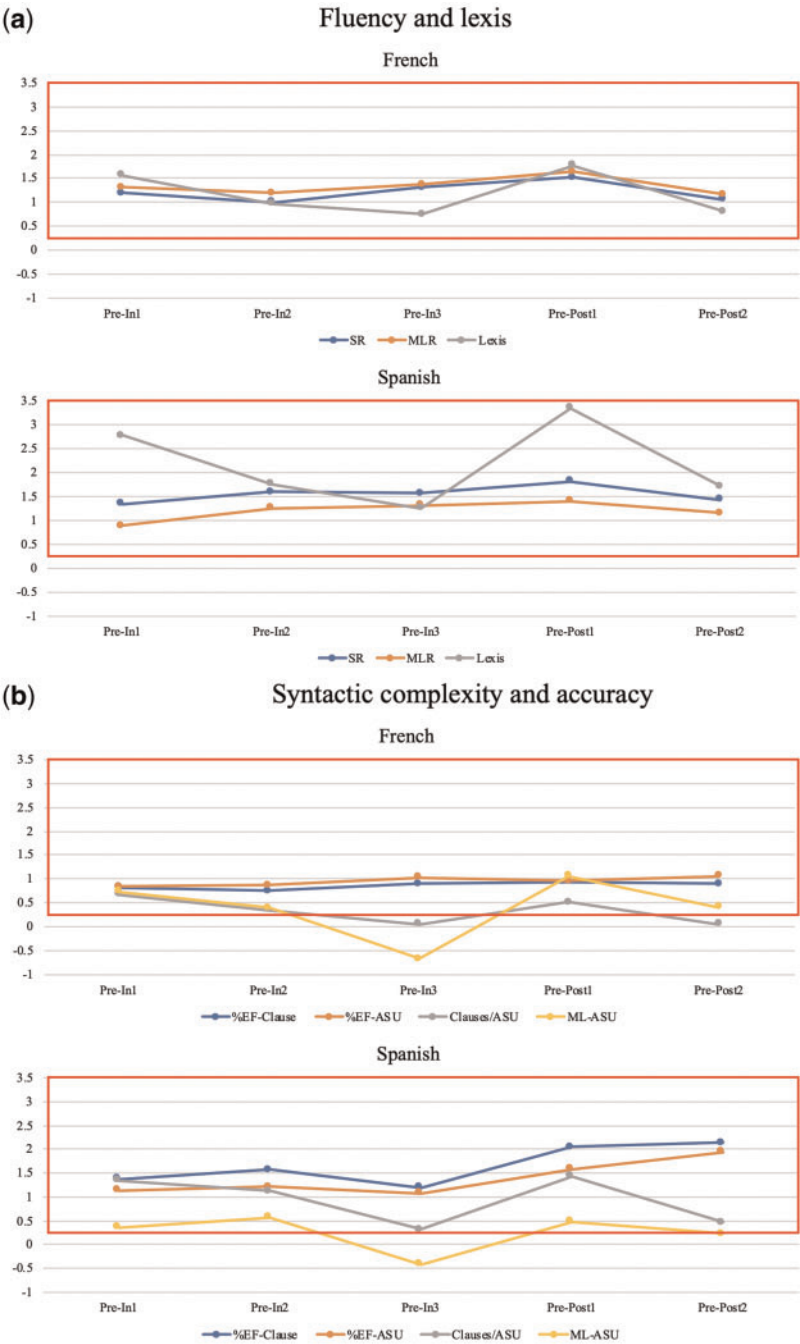 (a) Fluency and lexis
French
3.5
3
2.5
2
1.5
1
0.5
0
-0.5
-1
Pre-In1 Pre-In2 Pre-In3 Pre-Post1 Pre-Post2
SR MLR Lexis
Spanish
3.5
3
2.5
2
1.5
1
0.5
0
-0.5
-1
Pre-In1 Pre-In2 Pre-In3 Pre-Post1 Pre-Post2
SR MLR Lexis
(b) Syntactic complexity and accuracy
French
3.5
3
2.5
2
1.5
1
0.5
0
-0.5
-1
Pre-In1 Pre-In2 Pre-In3 Pre-Post1 Pre-Post2
%EF-Clause %EF-ASU Clauses/ASU ML-ASU
Spanish
3.5
3
2.5
2
1.5
1
0.5
0
-0.5
-1
Pre-In1 Pre-In2 Pre-In3 Pre-Post1 Pre-Post2
%EF-Clause %EF-ASU Clauses/ASU ML-ASU